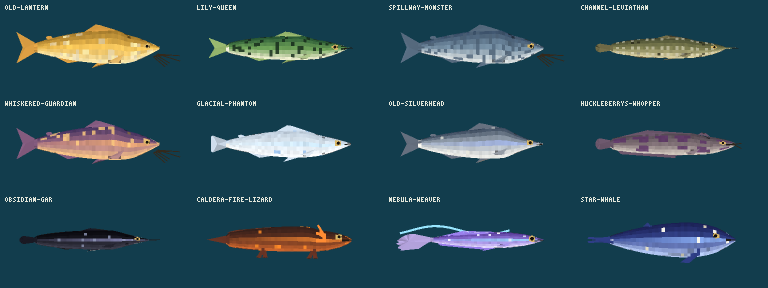 OLD-LANTERN
LILY-QUEEN
SPILLWAY-MONSTER
CHANNEL-LEVIATHAN
WHISKERED-GUARDIAN
GLACIAL-PHANTOM
OLD-SILVERHEAD
HUCKLEBERRYS-WHOPPER
OBSIDIAN-GAR
CALDERA-FIRE-LIZARD
NEBULA-WEAVER
STAR-WHALE